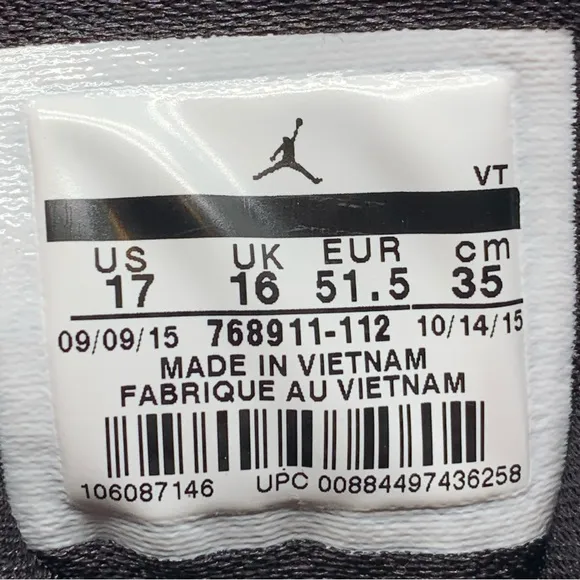 VT
US UK EUR cm
17 16 51.5 35
09/09/15 768911-112 10/14/15
MADE IN VIETNAM
FABRIQUE AU VIETNAM
106087146 UPC 00884497436258